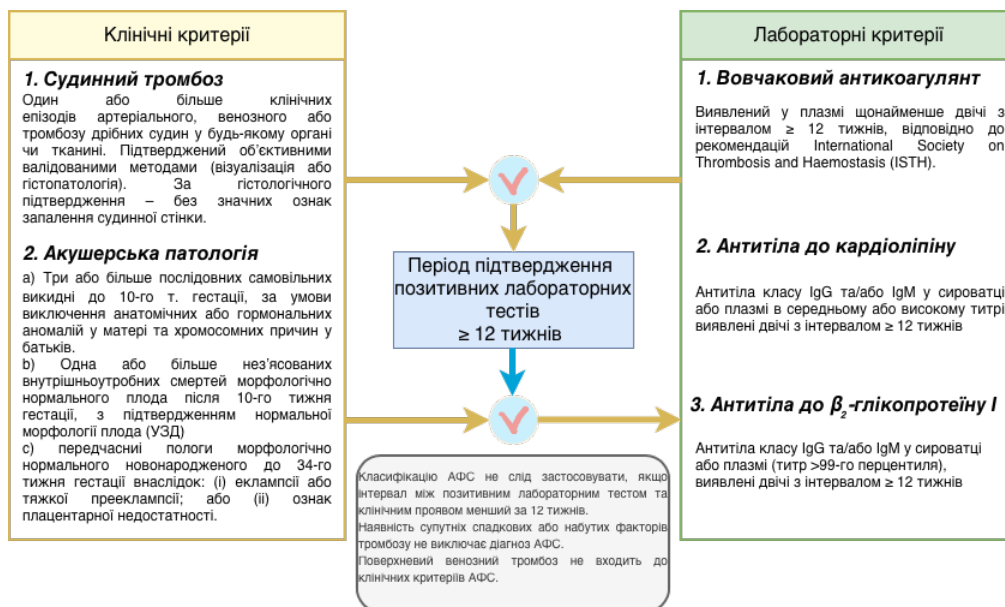 Клінічні критерії
1. Судинний тромбоз
Один або більше клінічних
епізодів артеріального, венозного або
тромбозу дрібних судин у будь-якому органі
чи тканині. Підтверджений об’єктивними
валідованими методами (візуалізація або
гістопатологія). За гістологічного
підтвердження – без значних ознак
запалення судинної стінки.
2. Акушерська патологія
a) Три або більше послідовних самовільних
викидні до 10-го т. гестації, за умови
виключення анатомічних або гормональних
аномалій у матері та хромосомних причин у
батьків.
b) Одна або більше нез’ясованих
внутрішньоутробних смертей морфологічно
нормального плода після 10-го тижня
гестації, з підтвердженням нормальної
морфології плода (УЗД)
c) передчасні пологи морфологічно
нормального новонародженого до 34-го
тижня гестації внаслідок: (i) еклампсії або
тяжкої прееклампсії; або (ii) ознак
плацентарної недостатності.
Період підтвердження
позитивних лабораторних
тестів
≥ 12 тижнів
Класифікацію АФС не слід застосовувати, якщо
інтервал між позитивним лабораторним тестом та
клінічним проявом менший за 12 тижнів.
Наявність супутніх спадкових або набутих факторів
тромбозу не виключає діагноз АФС.
Поверхневий венозний тромбоз не входить до
клінічних критеріїв АФС.
Лабораторні критерії
1. Вовчаковий антикоагулянт
Виявлений у плазмі щонайменше двічі з
інтервалом ≥ 12 тижнів, відповідно до
рекомендацій International Society on
Thrombosis and Haemostasis (ISTH).
2. Антитіла до кардіоліпіну
Антитіла класу IgG та/або IgM у сироватці
або плазмі в середньому або високому титрі
виявлені двічі з інтервалом ≥ 12 тижнів
3. Антитіла до β₂-глікопротеїну I
Антитіла класу IgG та/або IgM у сироватці
або плазмі (титр >99-го перцентиля),
виявлені двічі з інтервалом ≥ 12 тижнів